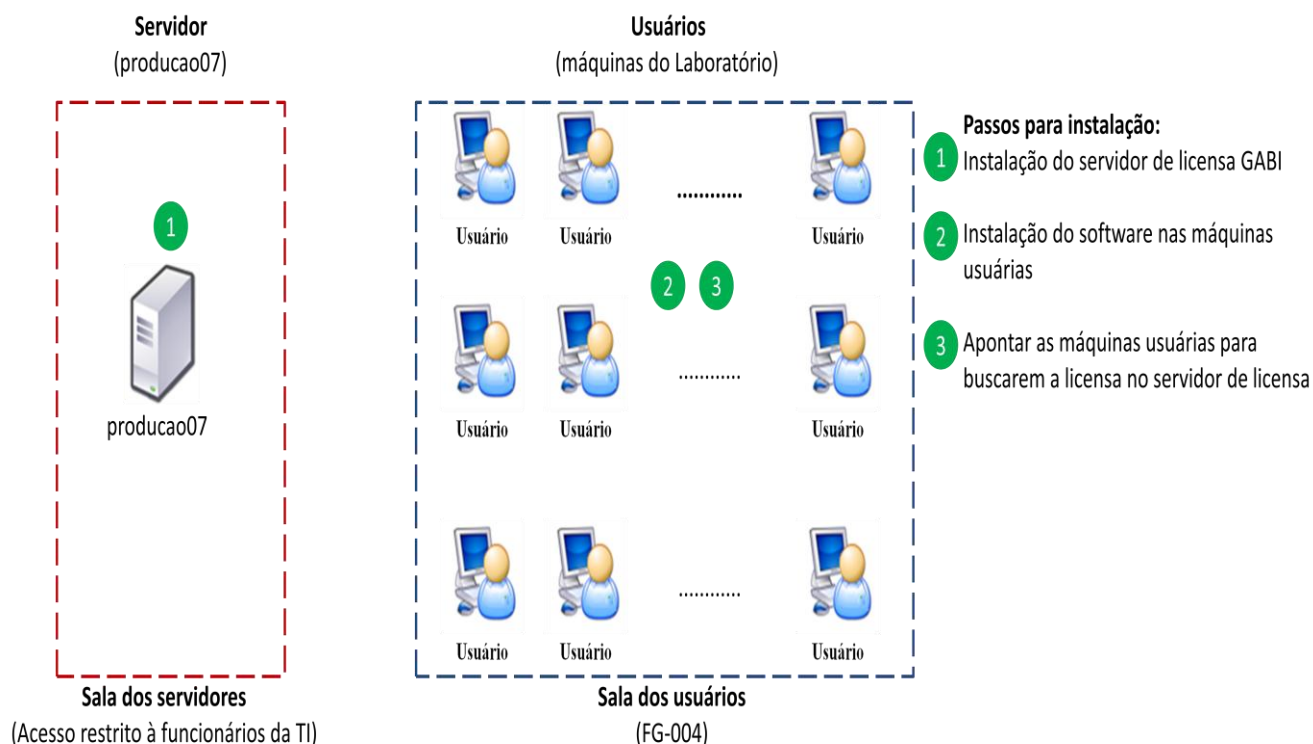 Servidor
(producao07)
Usuários
(máquinas do Laboratório)
1
producao07
Sala dos servidores
(Acesso restrito à funcionários da TI)
Usuário
Usuário
............
Usuário
2
3
Usuário
Usuário
............
Usuário
Usuário
Usuário
............
Usuário
Sala dos usuários
(FG-004)
Passos para instalação:
1 Instalação do servidor de licensa GABI
2 Instalação do software nas máquinas
usuárias
3 Apontar as máquinas usuárias para
buscarem a licensa no servidor de licensa